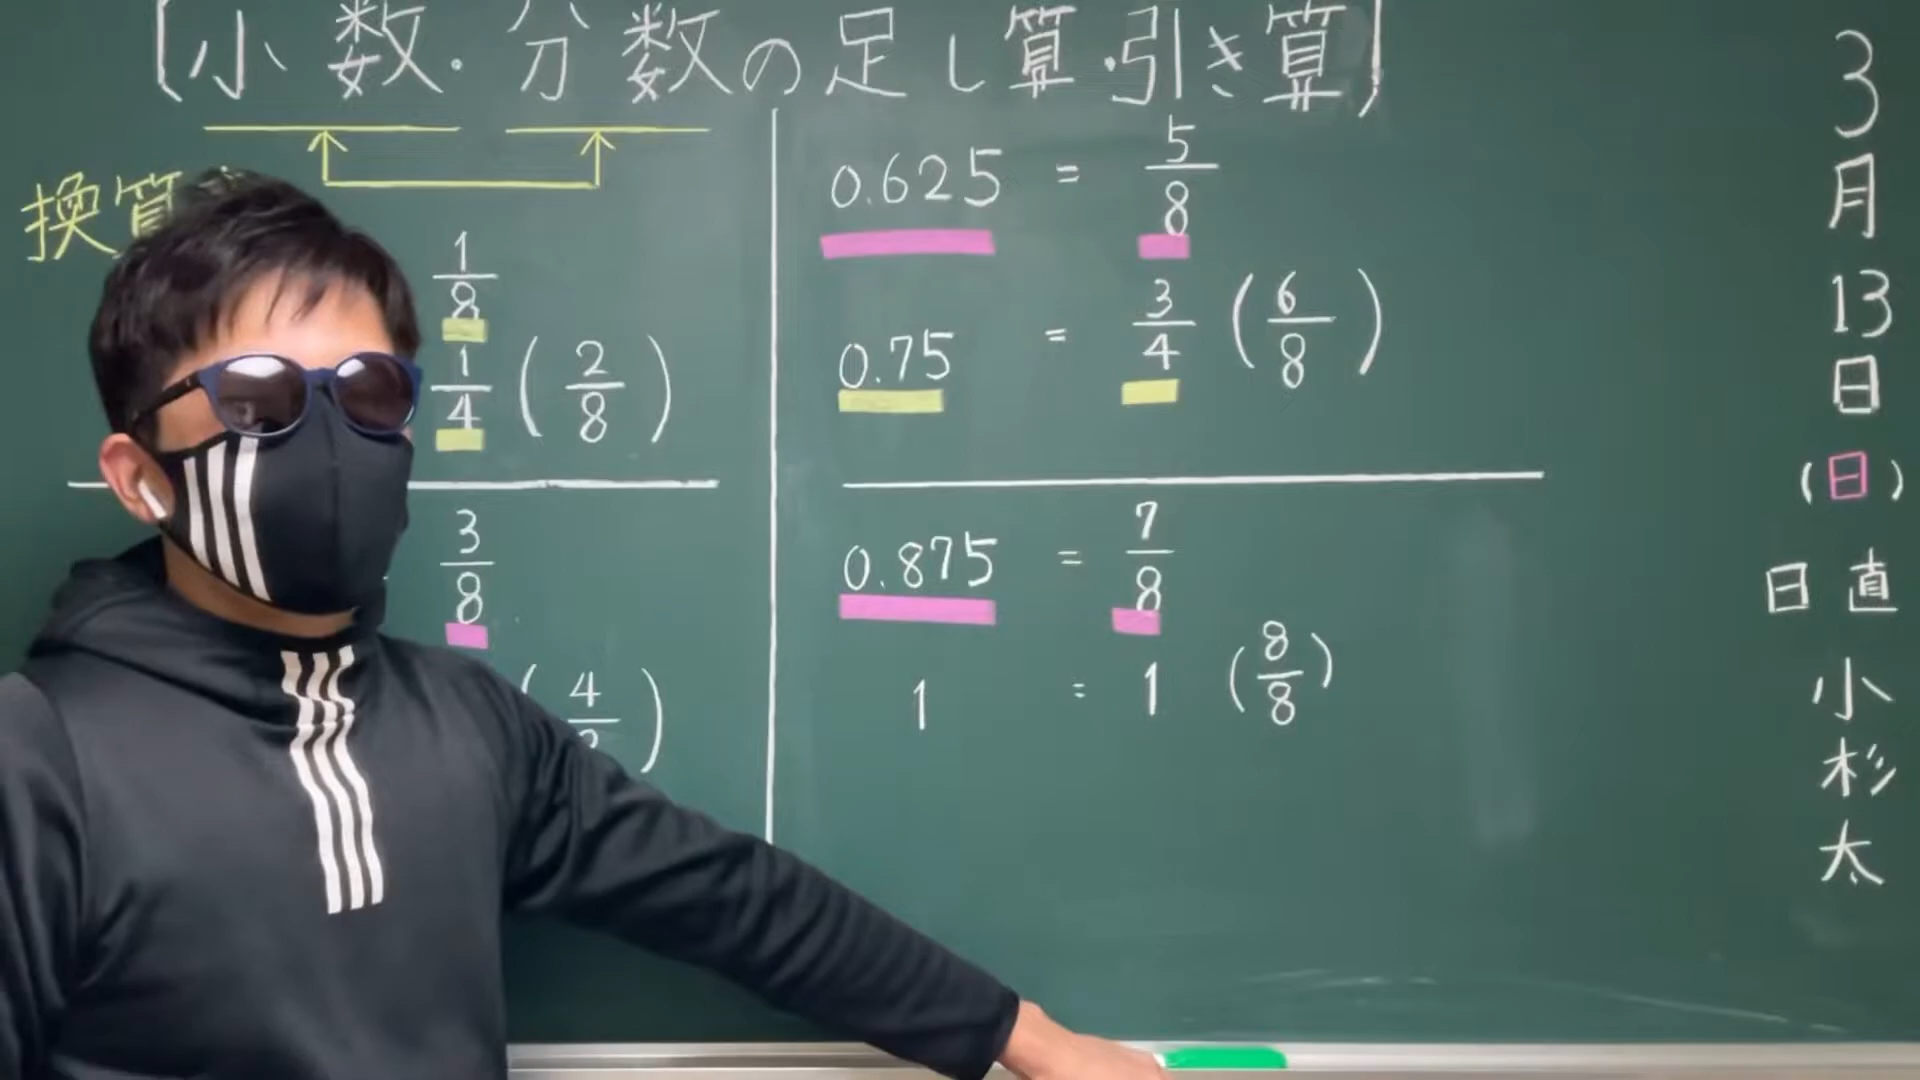 [小数・分数の足し算・引き算]
換算
1/8
1/4 (2/8)
3/8
(4/
0.625 = 5/8
0.75 = 3/4 (6/8)
0.875 = 7/8
1 = 1 (8/8)
3月13日(日)
日直
小杉太